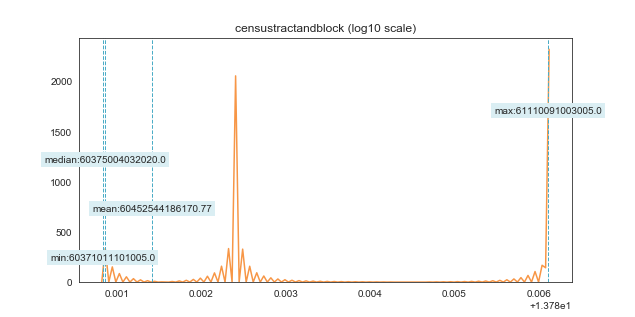 censustractandblock (log10 scale)
2000
1500
1000
500
0
max:61110091003005.0
median:60375004032020.0
mean:60452544186170.77
min:60371011101005.0
0.001 0.002 0.003 0.004 0.005 0.006
+1.378e1